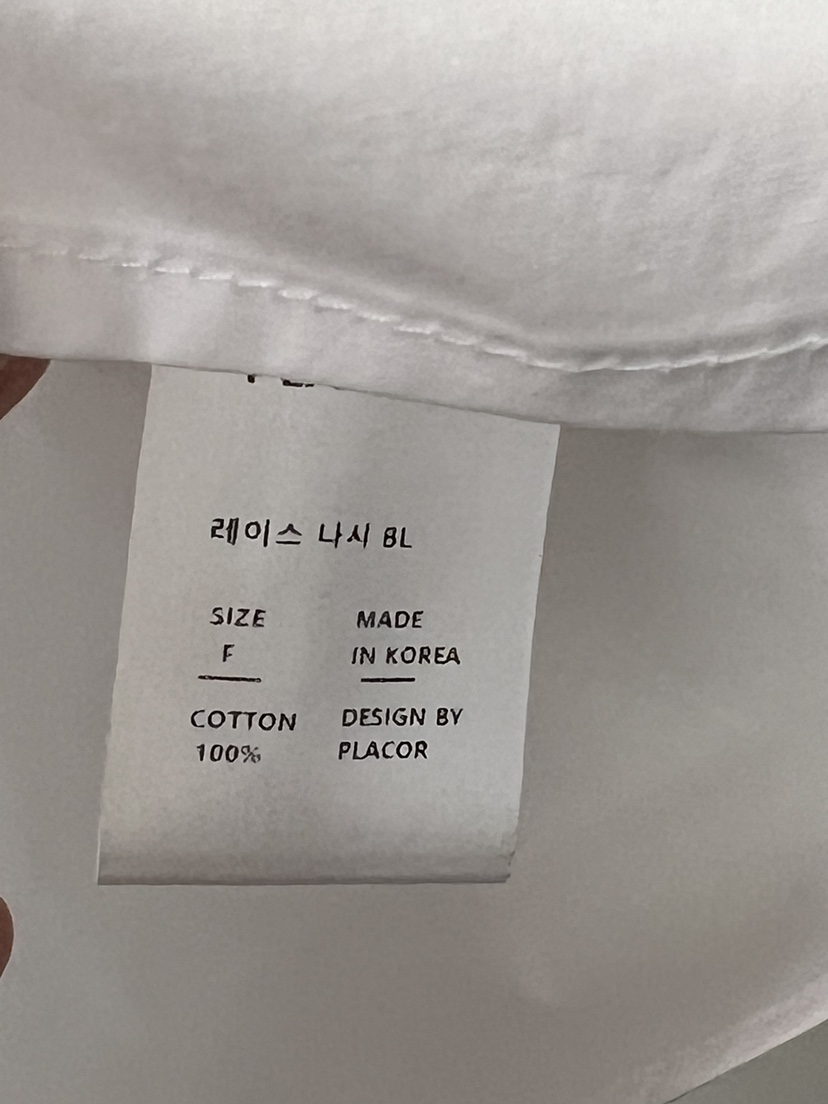 레이스 나시 BL
SIZE
F
MADE
IN KOREA
COTTON
100%
DESIGN BY
PLACOR